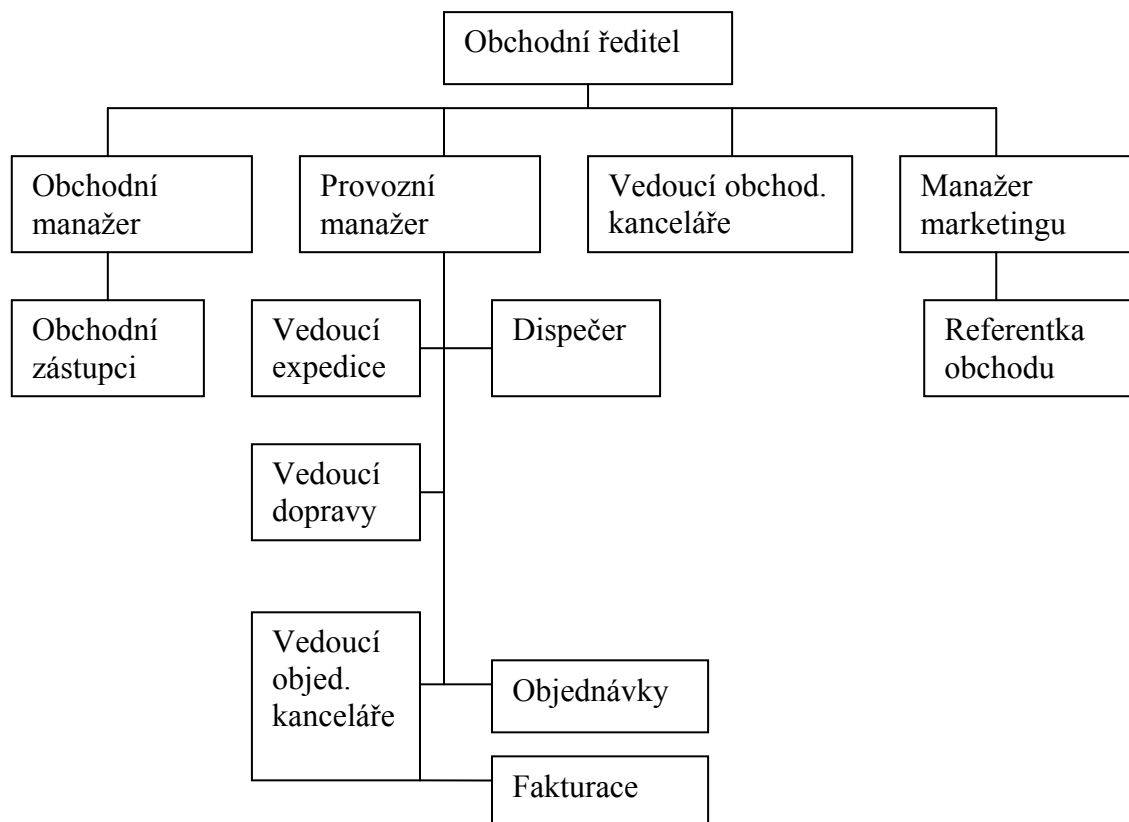 Obchodní ředitel
Obchodní
manažer
Provozní
manažer
Vedoucí obchod.
kanceláře
Manažer
marketingu
Obchodní
zástupci
Vedoucí
expedice
Dispečer
Referentka
obchodu
Vedoucí
dopravy
Vedoucí
objed.
kanceláře
Objednávky
Fakturace